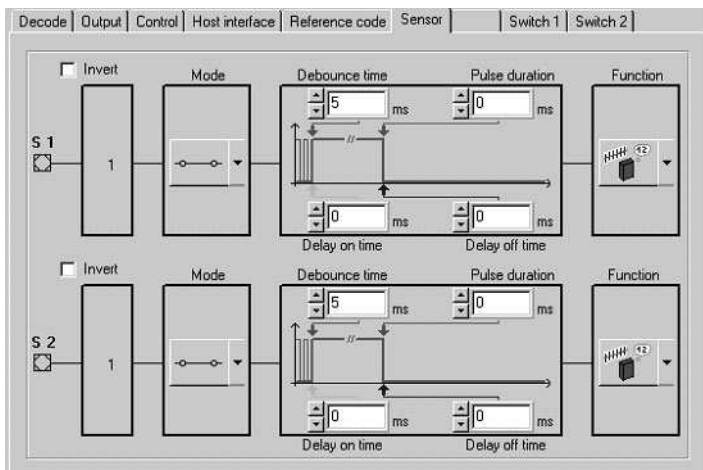 Decode Output Control Host interface Reference code Sensor Switch 1 Switch 2
Invert Mode Debounce time Pulse duration Function
5 ms 0 ms
S 1
1
12
0 ms 0 ms
Delay on time Delay off time
Invert Mode Debounce time Pulse duration Function
5 ms 0 ms
S 2
1
12
0 ms 0 ms
Delay on time Delay off time